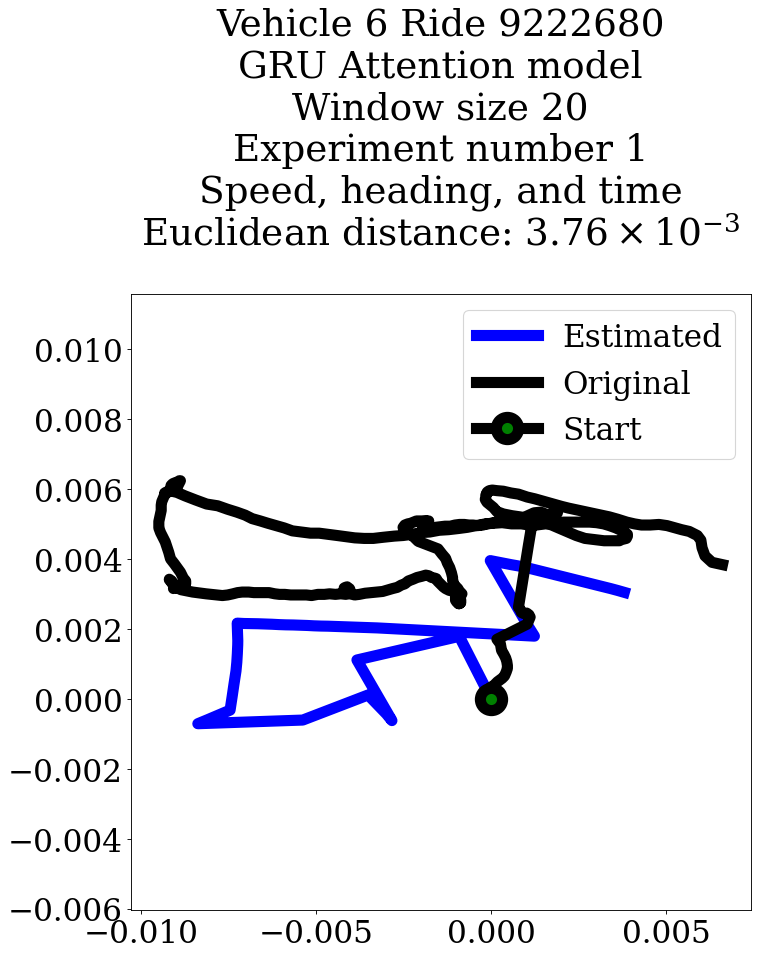 Vehicle 6 Ride 9222680
GRU Attention model
Window size 20
Experiment number 1
Speed, heading, and time
Euclidean distance: 3.76 × 10⁻³
Estimated
Original
Start
0.010
0.008
0.006
0.004
0.002
0.000
−0.002
−0.004
−0.006
−0.010
−0.005
0.000
0.005